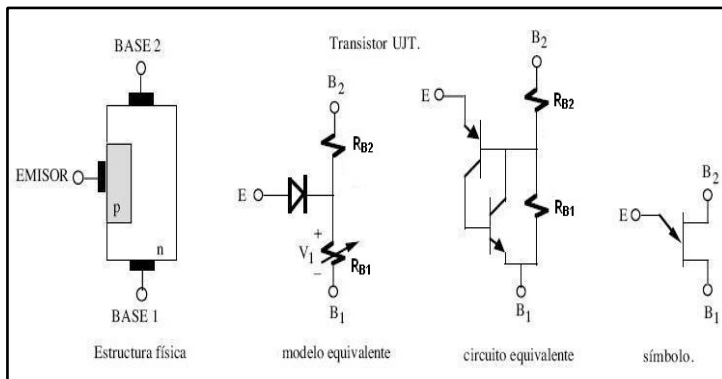 Transistor UJT.
BASE 2
EMISOR
p
n
BASE 1
Estructura física
B2
RB2
E
+
V1
−
RB1
B1
modelo equivalente
B2
E
RB2
RB1
B1
circuito equivalente
B2
E
B1
símbolo.